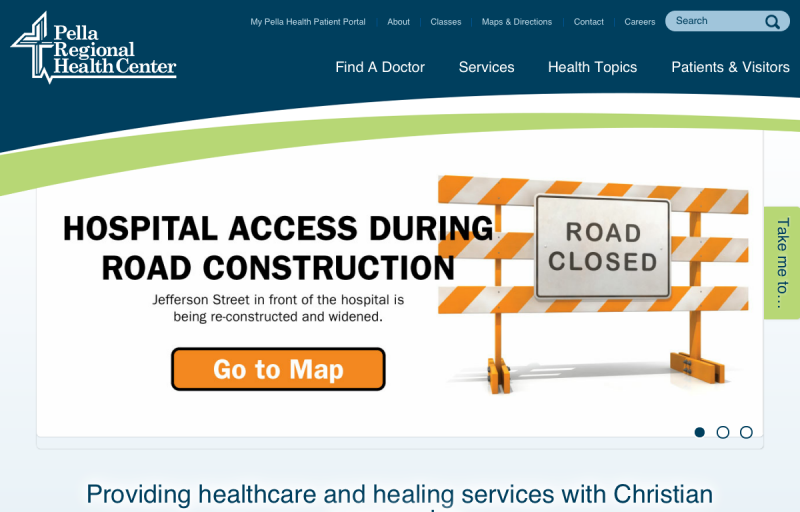 My Pella Health Patient Portal
About
Classes
Maps & Directions
Contact
Careers
Search
Pella
Regional
Health Center
Find A Doctor
Services
Health Topics
Patients & Visitors
HOSPITAL ACCESS DURING
ROAD CONSTRUCTION
Jefferson Street in front of the hospital is
being re-constructed and widened.
Go to Map
ROAD
CLOSED
Take me to...
Providing healthcare and healing services with Christian